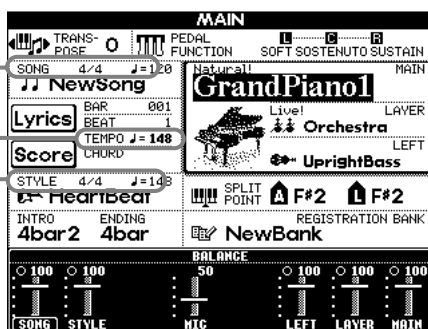 MAIN
TRANS-
POSE 0
PEDAL
FUNCTION
L C R
SOFT SOSTENUTO SUSTAIN
SONG 4/4 ♩=120
NewSong
Lyrics
Score
BAR 001
BEAT 1
TEMPO ♩= 148
CHORD
STYLE 4/4 ♩=148
HeartBeat
INTRO ENDING
4bar2 4bar
Natural! MAIN
GrandPiano1
Live! LAYER
Orchestra
LEFT
UprightBass
SPLIT
POINT A F#2 L F#2
REGISTRATION BANK
NewBank
BALANCE
100 100 50 100 100 100
SONG STYLE MIC LEFT LAYER MAIN